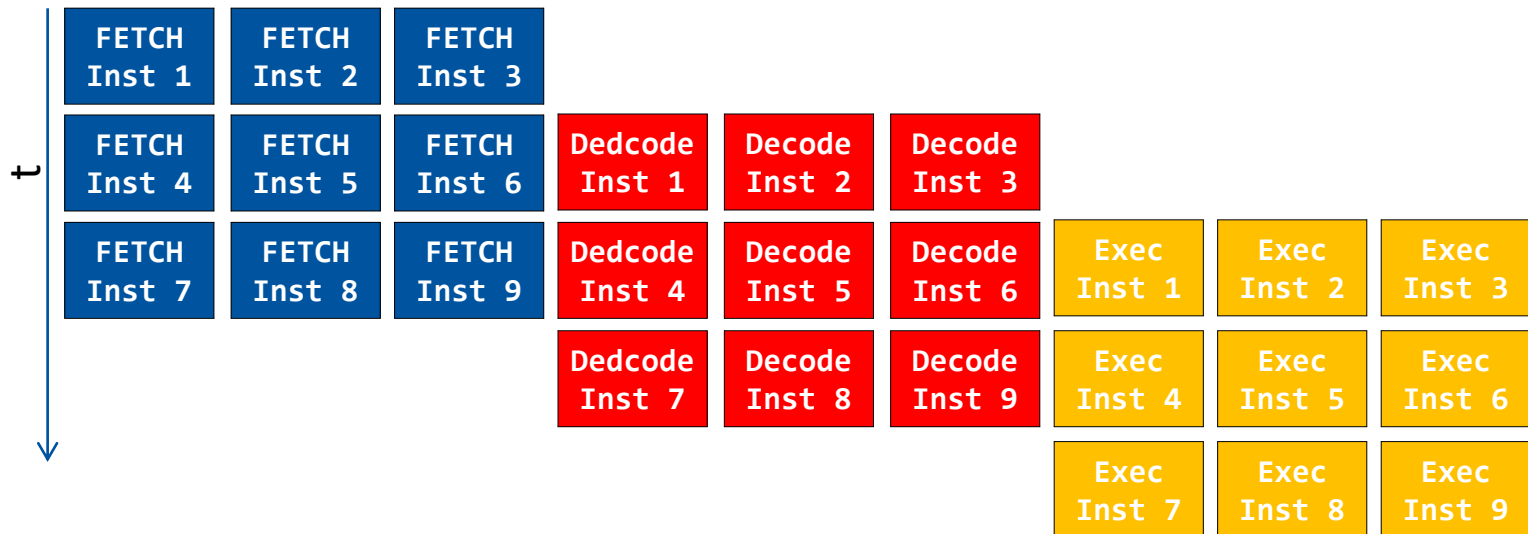 t
FETCH
Inst 1
FETCH
Inst 2
FETCH
Inst 3
FETCH
Inst 4
FETCH
Inst 5
FETCH
Inst 6
Dedcode
Inst 1
Decode
Inst 2
Decode
Inst 3
FETCH
Inst 7
FETCH
Inst 8
FETCH
Inst 9
Dedcode
Inst 4
Decode
Inst 5
Decode
Inst 6
Exec
Inst 1
Exec
Inst 2
Exec
Inst 3
Dedcode
Inst 7
Decode
Inst 8
Decode
Inst 9
Exec
Inst 4
Exec
Inst 5
Exec
Inst 6
Exec
Inst 7
Exec
Inst 8
Exec
Inst 9